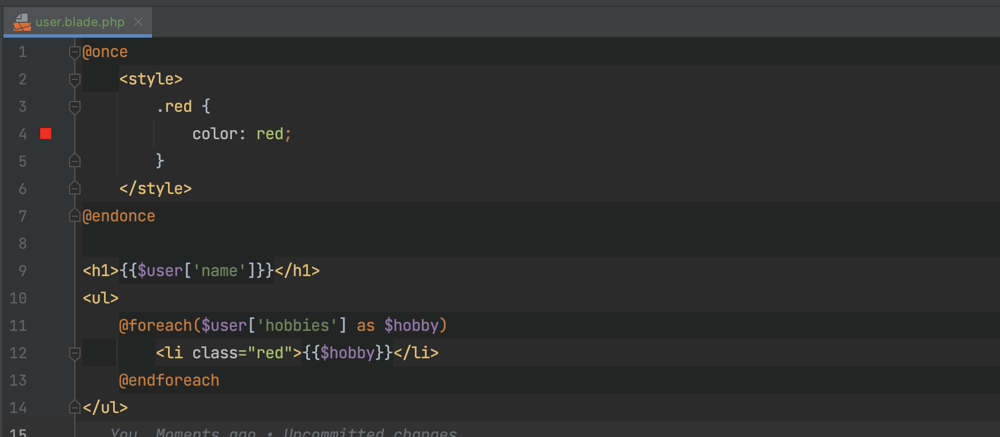 user.blade.php
1 @once
2     <style>
3         .red {
4             color: red;
5         }
6     </style>
7 @endonce
8
9 <h1>{{$user['name']}}</h1>
10 <ul>
11     @foreach($user['hobbies'] as $hobby)
12         <li class="red">{{$hobby}}</li>
13     @endforeach
14 </ul>
15    You, Moments ago • Uncommitted changes